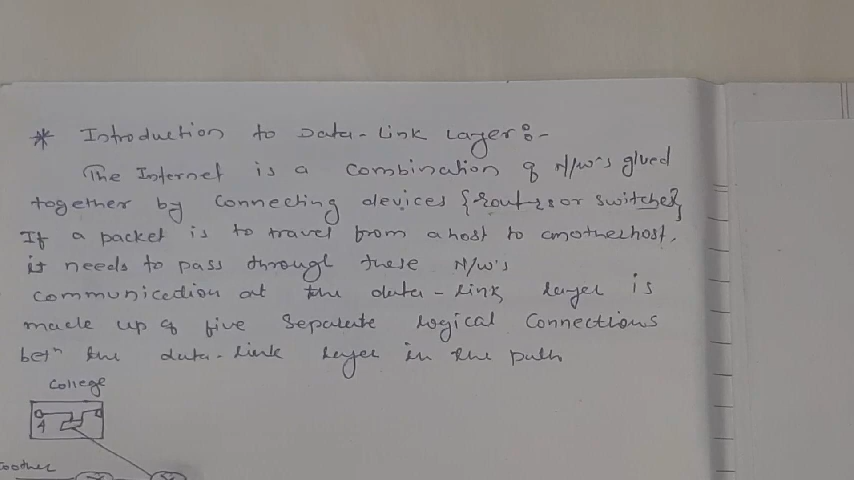 * Introduction to Data-Link Layer:-
The Internet is a Combination of N/w's glued
together by Connecting devices {routers or switches}
If a packet is to travel from a host to another host,
it needs to pass through these N/w's
communication at the data-link layer is
made up of five Separate logical Connections
betn the data-link layer in the path
College
4